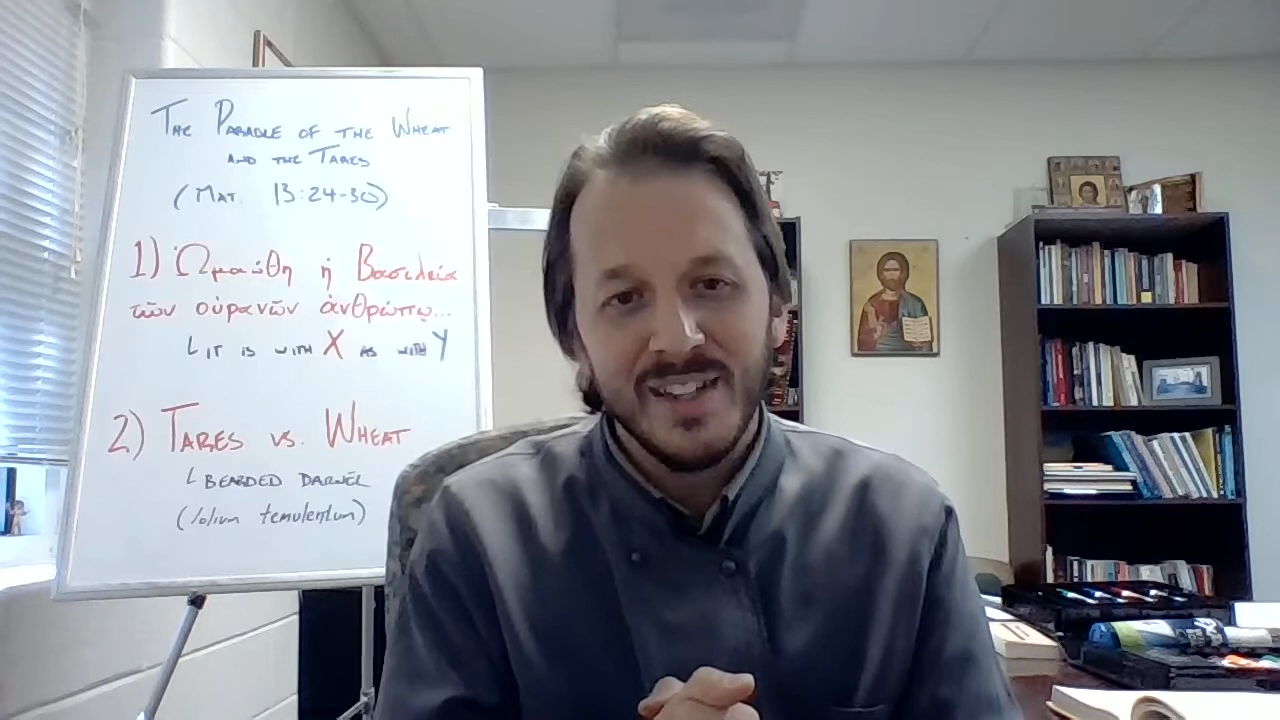 The Parable of the Wheat
and the Tares
(Mat. 13:24-30)
1) Ὡμοιώθη ἡ Βασιλεία
τῶν οὐρανῶν ἀνθρώπῳ...
It is with X as with Y
2) Tares vs. Wheat
Bearded Darnel
(lolium temulentum)